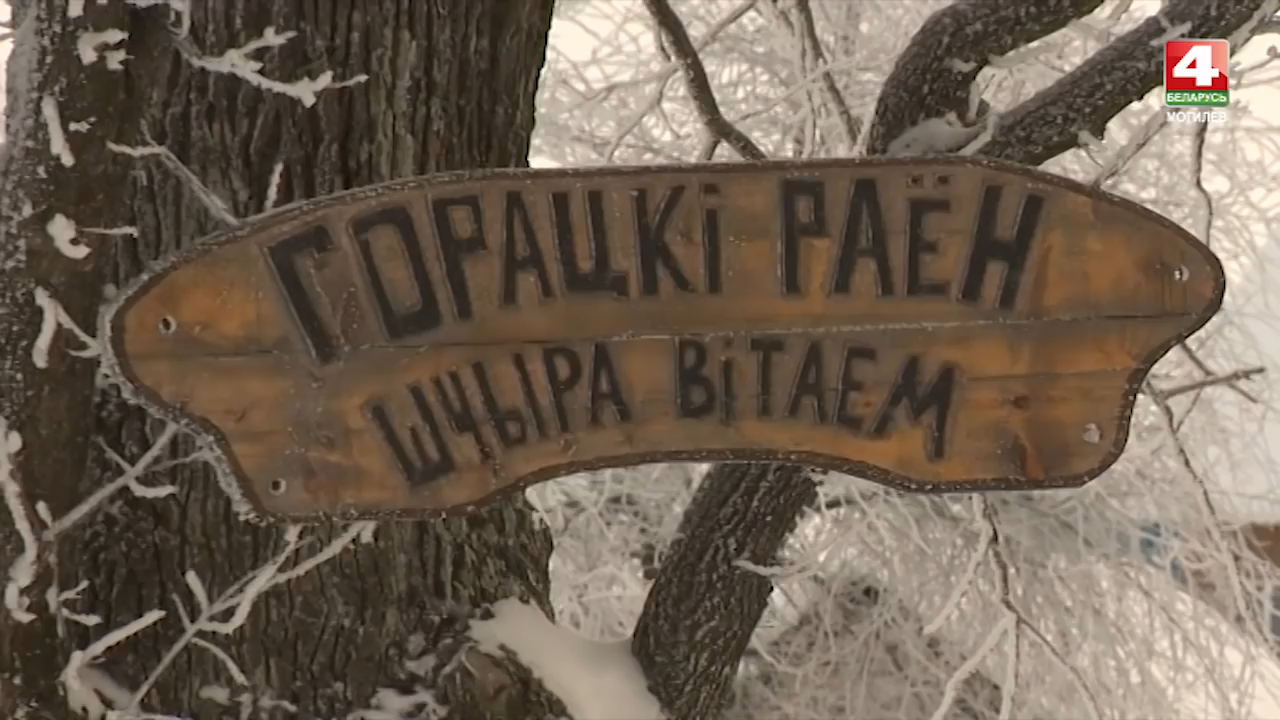 4
БЕЛАРУСЬ
МОГИЛЕВ
ГОРАЦКІ РАЁН
ШЧЫРА ВІТАЕМ